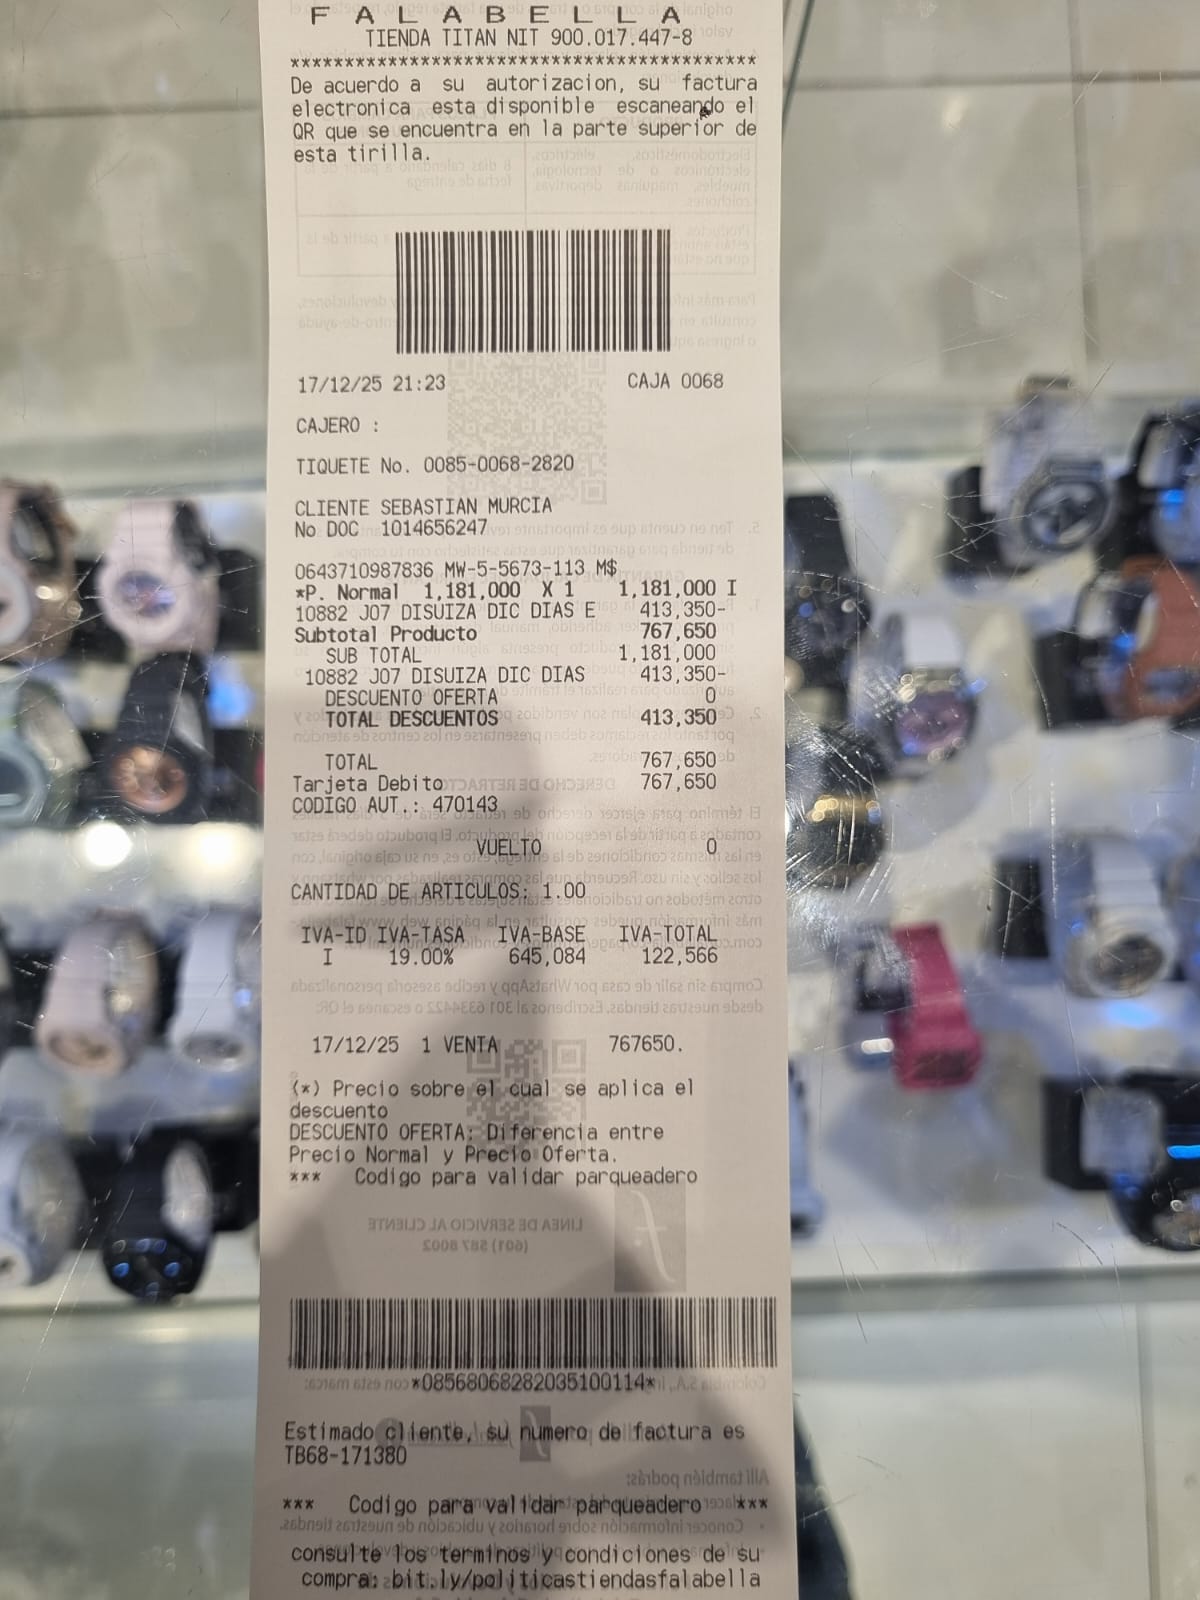 F A L A B E L L A
TIENDA TITAN NIT 900.017.447-8
*******************************************
De acuerdo a su autorizacion, su factura
electronica esta disponible escaneando el
QR que se encuentra en la parte superior de
esta tirilla.
17/12/25 21:23 CAJA 0068
CAJERO :
TIQUETE No. 0085-0068-2820
CLIENTE SEBASTIAN MURCIA
No DOC 1014656247
0643710987836 MW-5-5673-113 M$
*P. Normal 1,181,000 X 1 1,181,000 I
10882 J07 DISUIZA DIC DIAS E 413,350-
Subtotal Producto 767,650
SUB TOTAL 1,181,000
10882 J07 DISUIZA DIC DIAS 413,350-
DESCUENTO OFERTA 0
TOTAL DESCUENTOS 413,350
TOTAL 767,650
Tarjeta Debito 767,650
CODIGO AUT.: 470143
VUELTO 0
CANTIDAD DE ARTICULOS: 1.00
IVA-ID IVA-TASA IVA-BASE IVA-TOTAL
I 19.00% 645,084 122,566
17/12/25 1 VENTA 767650.
(*) Precio sobre el cual se aplica el
descuento
DESCUENTO OFERTA: Diferencia entre
Precio Normal y Precio Oferta.
*** Codigo para validar parqueadero
*08568068282035100114*
Estimado cliente, su numero de factura es
TB68-171380
*** Codigo para validar parqueadero ***
consulte los terminos y condiciones de su
compra: bit.ly/politicastiendasfalabella